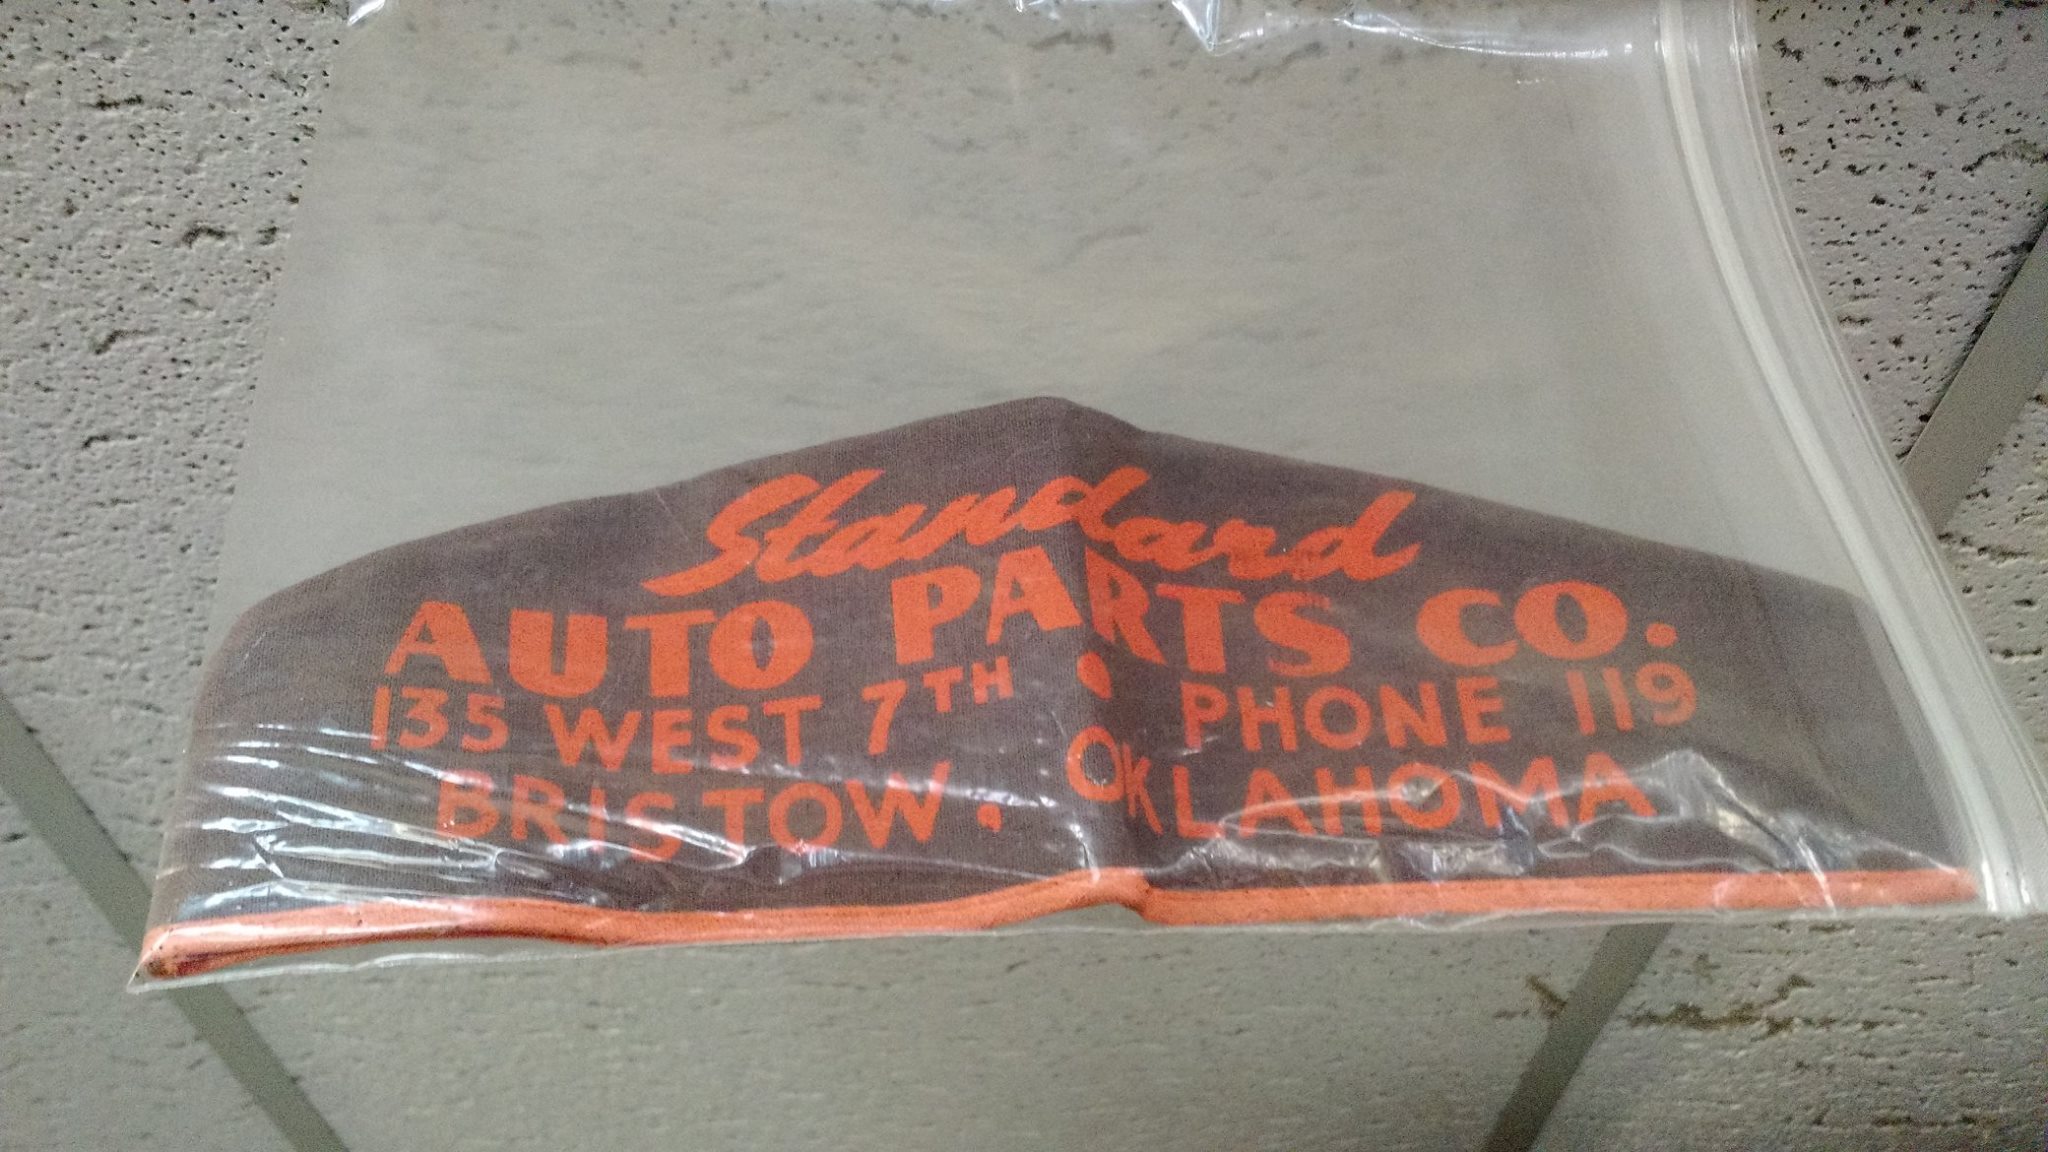 Standard
AUTO PARTS CO.
135 WEST 7TH • PHONE 119
BRISTOW. OKLAHOMA